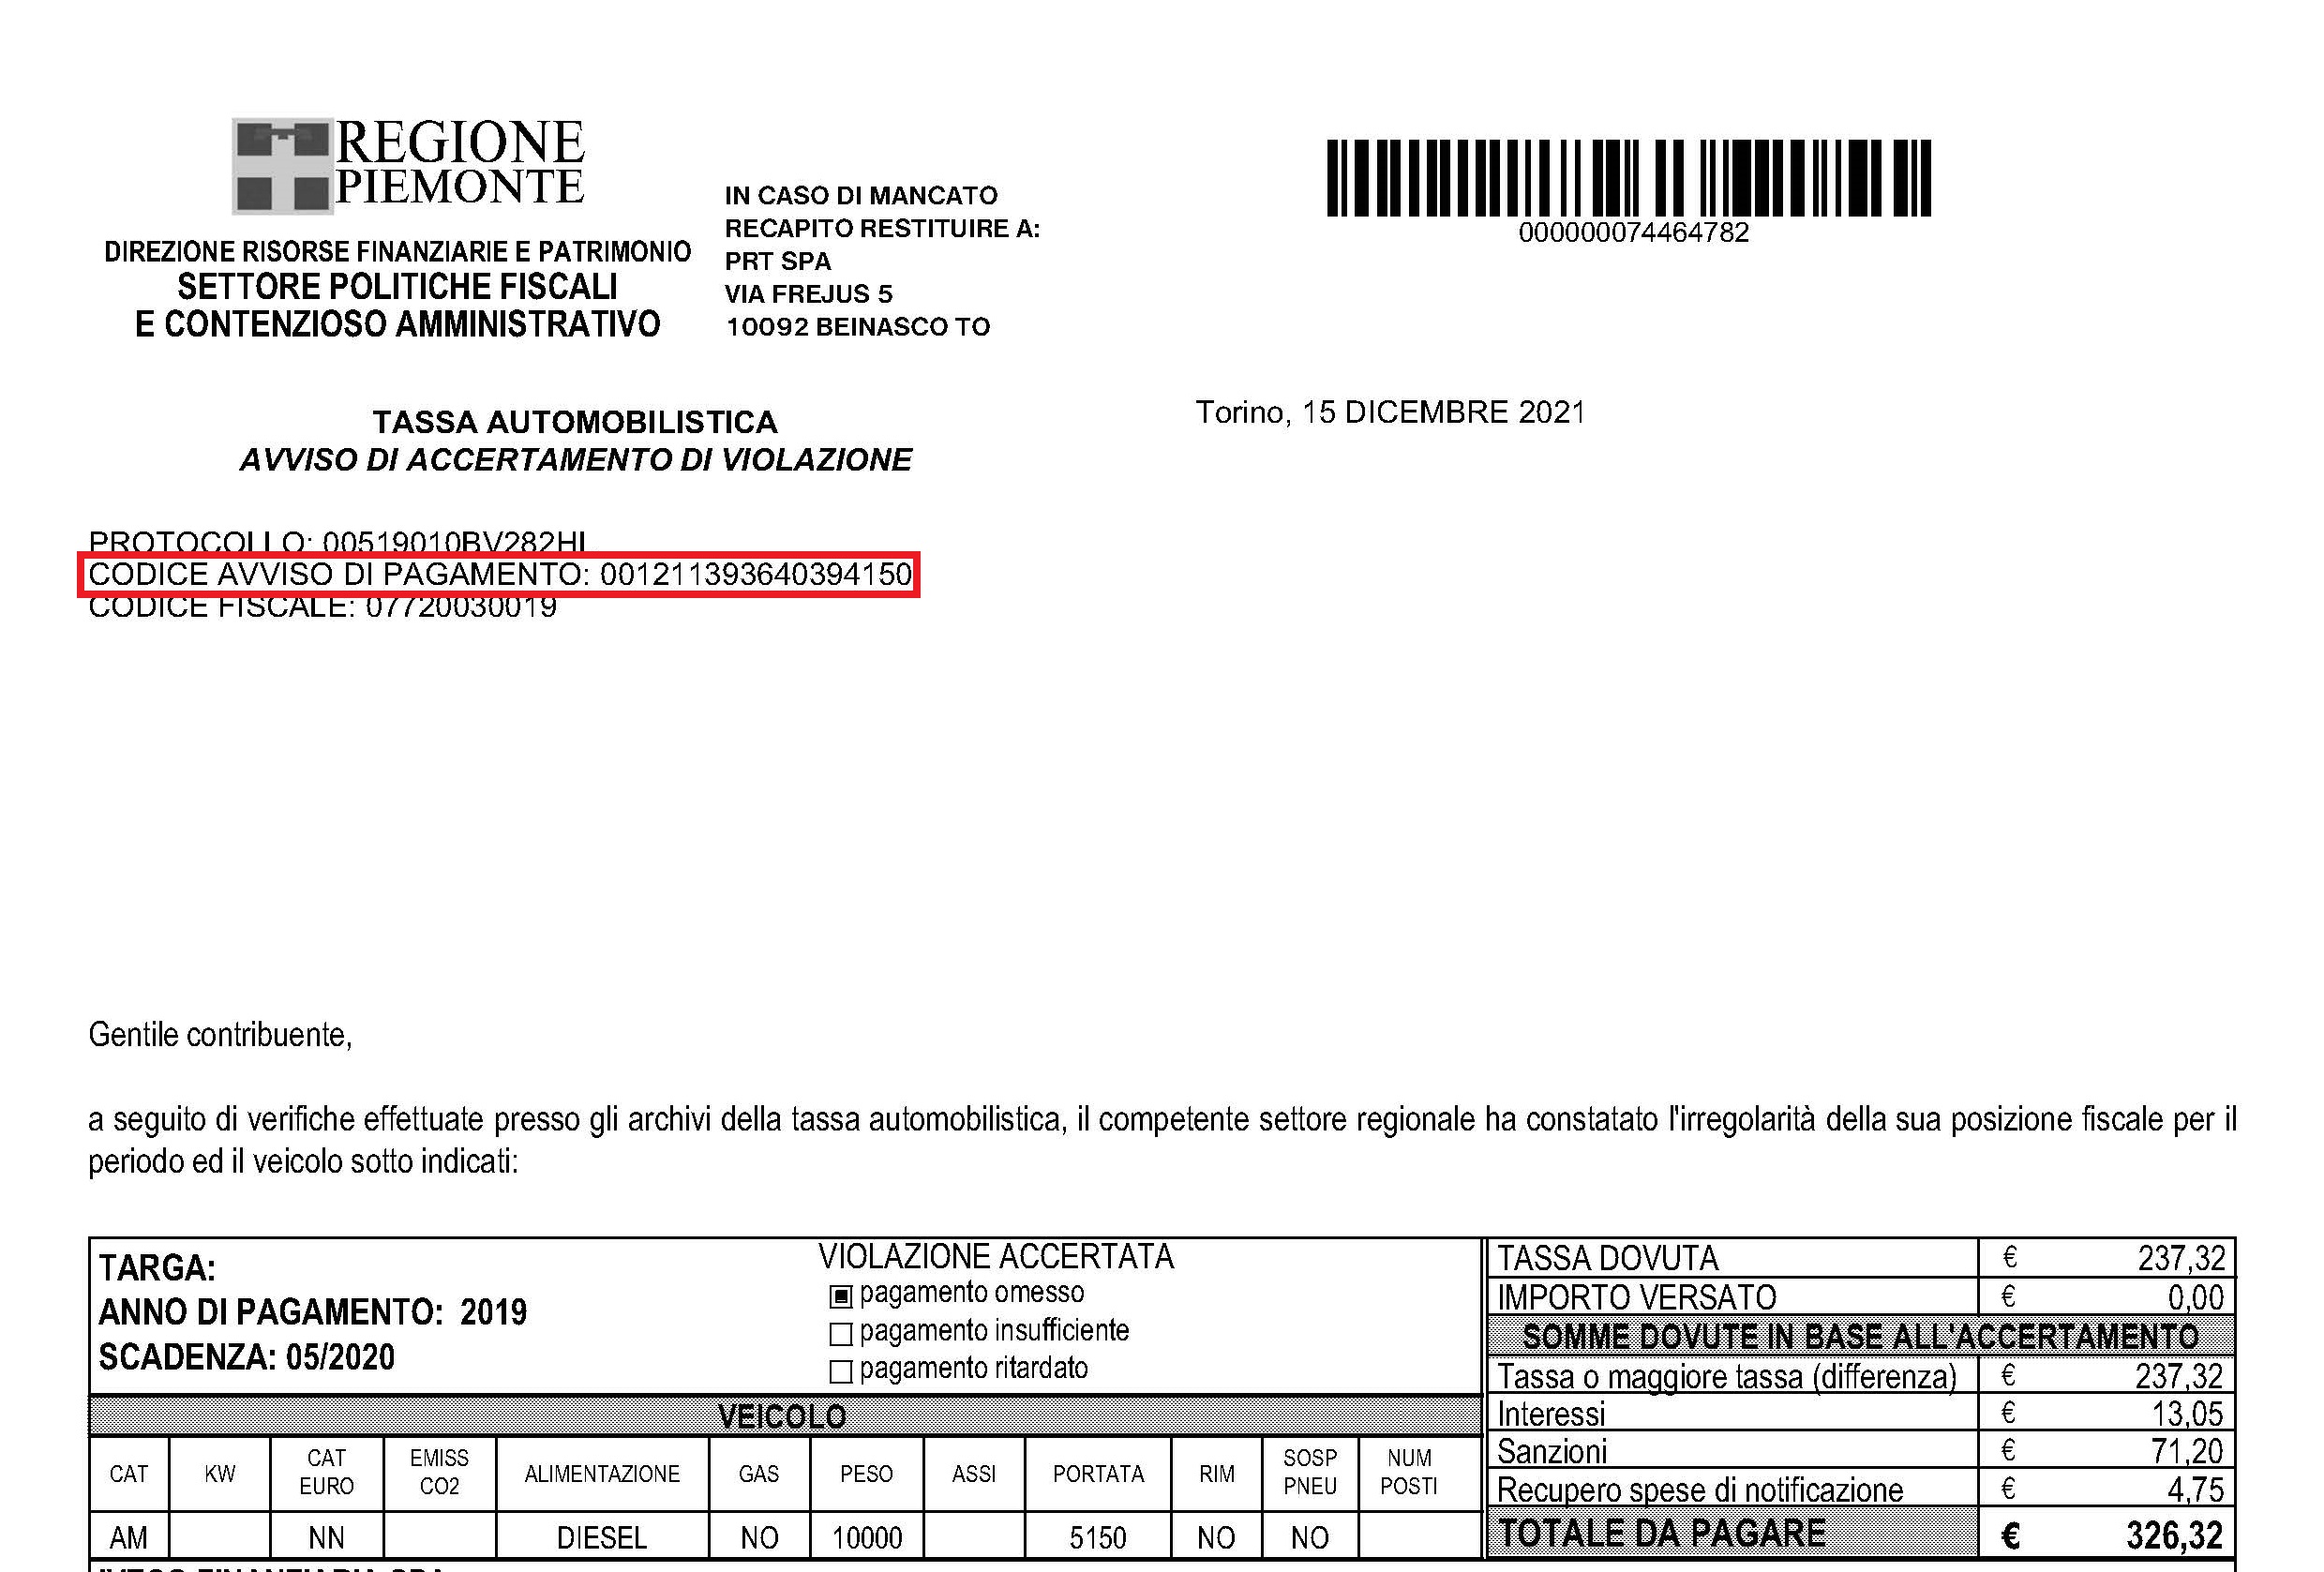 REGIONE
PIEMONTE
DIREZIONE RISORSE FINANZIARIE E PATRIMONIO
SETTORE POLITICHE FISCALI
E CONTENZIOSO AMMINISTRATIVO
IN CASO DI MANCATO
RECAPITO RESTITUIRE A:
PRT SPA
VIA FREJUS 5
10092 BEINASCO TO
000000074464782
TASSA AUTOMOBILISTICA
AVVISO DI ACCERTAMENTO DI VIOLAZIONE
Torino, 15 DICEMBRE 2021
PROTOCOLLO: 00519010BV282HL
CODICE AVVISO DI PAGAMENTO: 001211393640394150
CODICE FISCALE: 07720030019
Gentile contribuente,
a seguito di verifiche effettuate presso gli archivi della tassa automobilistica, il competente settore regionale ha constatato l'irregolarità della sua posizione fiscale per il
periodo ed il veicolo sotto indicati:
TARGA:
ANNO DI PAGAMENTO: 2019
SCADENZA: 05/2020
VIOLAZIONE ACCERTATA
pagamento omesso
pagamento insufficiente
pagamento ritardato
TASSA DOVUTA € 237,32
IMPORTO VERSATO € 0,00
SOMME DOVUTE IN BASE ALL'ACCERTAMENTO
Tassa o maggiore tassa (differenza) € 237,32
Interessi € 13,05
Sanzioni € 71,20
Recupero spese di notificazione € 4,75
TOTALE DA PAGARE € 326,32
VEICOLO
CAT KW CAT EURO EMISS CO2 ALIMENTAZIONE GAS PESO ASSI PORTATA RIM SOSP PNEU NUM POSTI
AM NN DIESEL NO 10000 5150 NO NO
IVECO FINANZIARIA SPA